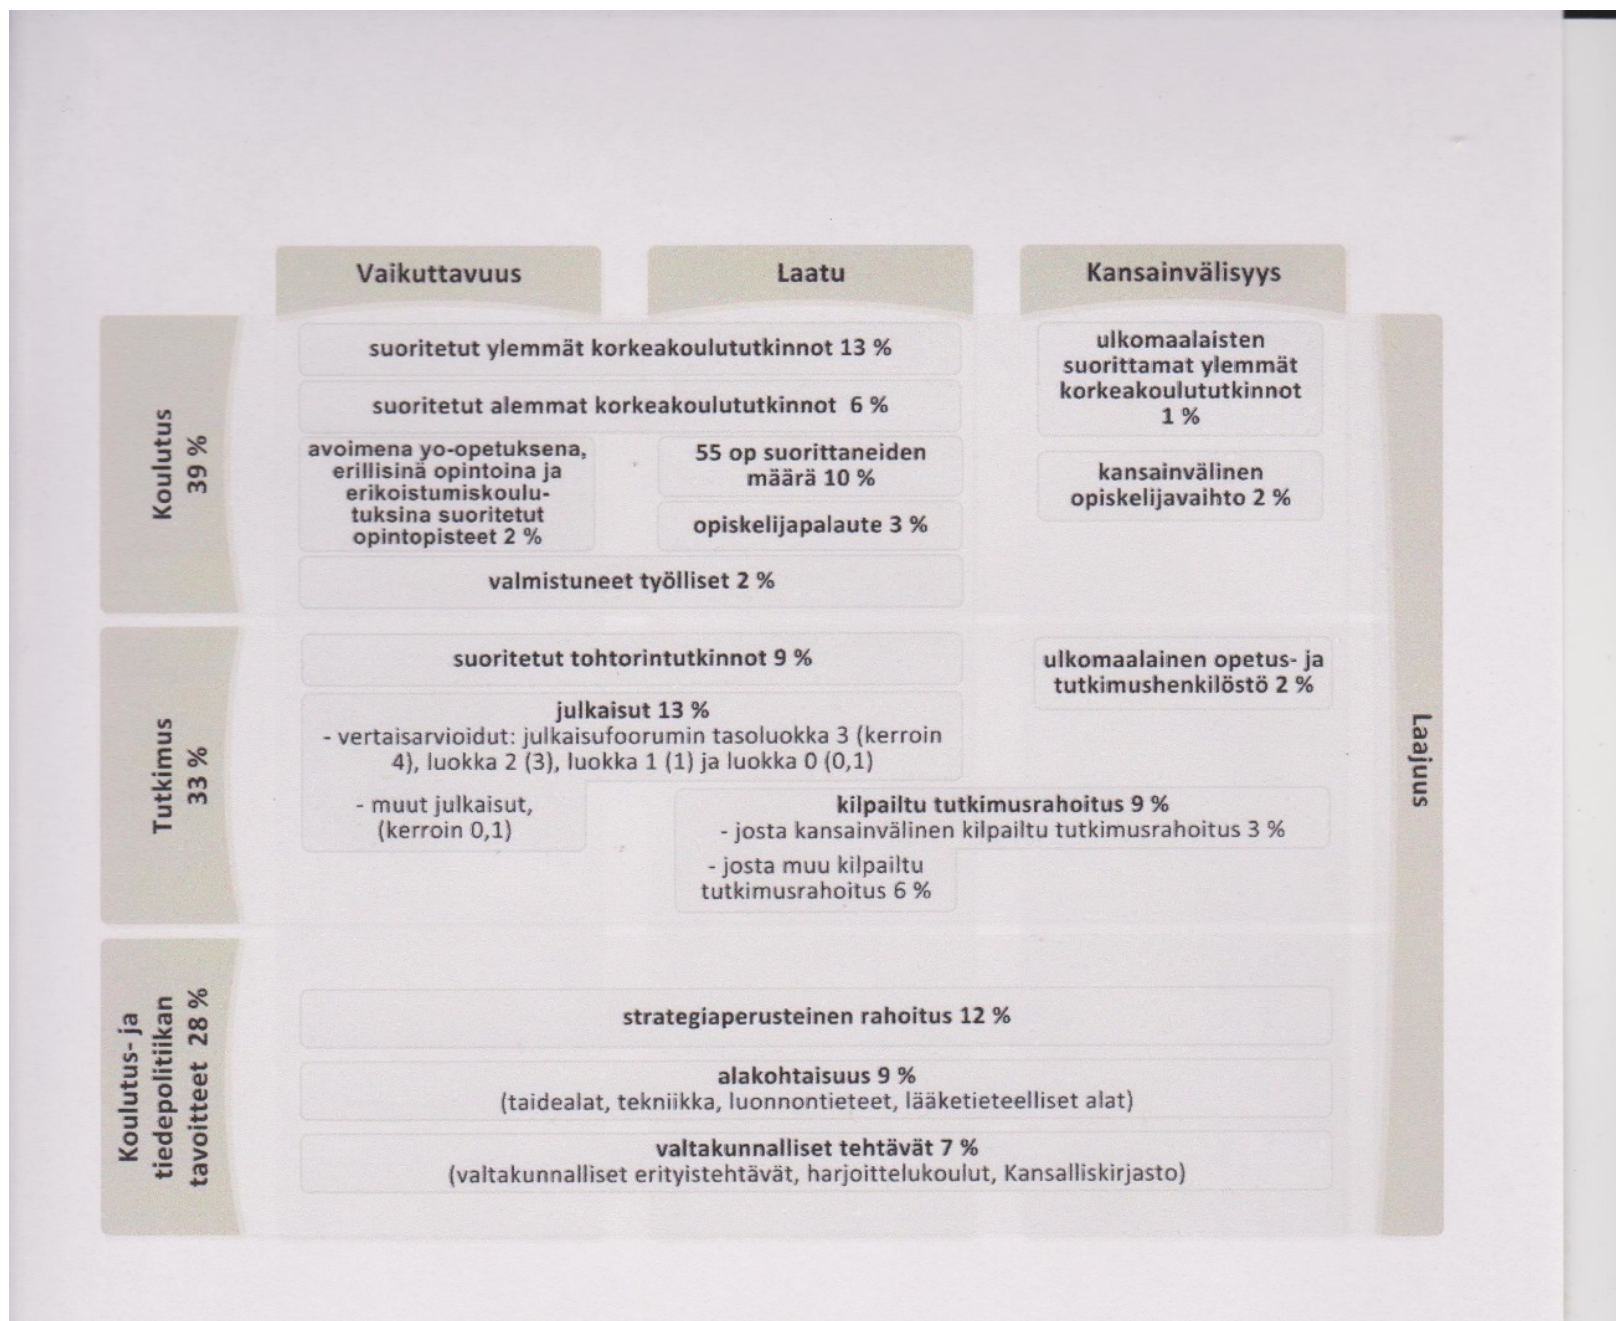 Vaikuttavuus
Laatu
Kansainvälisyys
Koulutus
39 %
suoritetut ylemmät korkeakoulututkinnot 13 %
suoritetut alemmat korkeakoulututkinnot 6 %
avoimena yo-opetuksena,
erillisinä opintoina ja
erikoistumiskoulu-
tuksina suoritetut
opintopisteet 2 %
55 op suorittaneiden
määrä 10 %
opiskelijapalaute 3 %
valmistuneet työlliset 2 %
ulkomaalaisten
suorittamat ylemmät
korkeakoulututkinnot
1 %
kansainvälinen
opiskelijavaihto 2 %
Tutkimus
33 %
suoritetut tohtorintutkinnot 9 %
julkaisut 13 %
- vertaisarvioidut: julkaisufoorumin tasoluokka 3 (kerroin
4), luokka 2 (3), luokka 1 (1) ja luokka 0 (0,1)
- muut julkaisut,
(kerroin 0,1)
ulkomaalainen opetus- ja
tutkimushenkilöstö 2 %
kilpailtu tutkimusrahoitus 9 %
- josta kansainvälinen kilpailtu tutkimusrahoitus 3 %
- josta muu kilpailtu
tutkimusrahoitus 6 %
Koulutus- ja
tiedepolitiikan
tavoitteet 28 %
strategiaperusteinen rahoitus 12 %
alakohtaisuus 9 %
(taidealat, tekniikka, luonnontieteet, lääketieteelliset alat)
valtakunnalliset tehtävät 7 %
(valtakunnalliset erityistehtävät, harjoittelukoulut, Kansalliskirjasto)
Laajuus